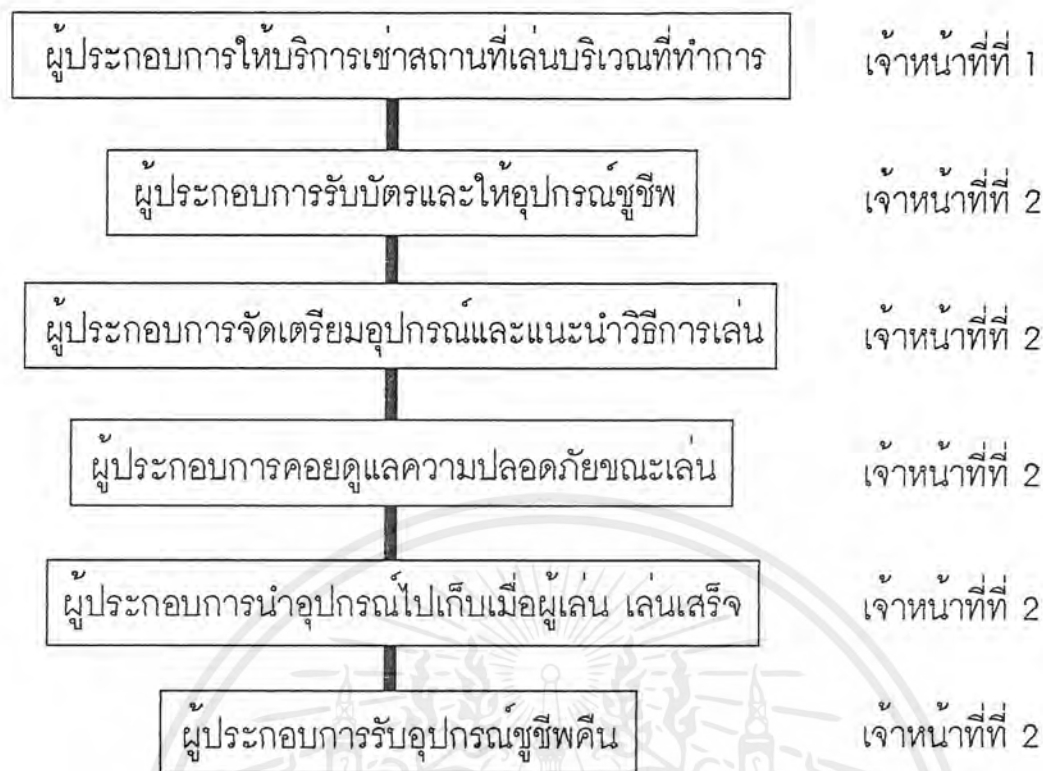 ผู้ประกอบการให้บริการเช่าสถานที่เล่นบริเวณที่ทำการ เจ้าหน้าที่ที่ 1
ผู้ประกอบการรับบัตรและให้อุปกรณ์ชูชีพ เจ้าหน้าที่ที่ 2
ผู้ประกอบการจัดเตรียมอุปกรณ์และแนะนำวิธีการเล่น เจ้าหน้าที่ที่ 2
ผู้ประกอบการคอยดูแลความปลอดภัยขณะเล่น เจ้าหน้าที่ที่ 2
ผู้ประกอบการนำอุปกรณ์ไปเก็บเมื่อผู้เล่น เล่นเสร็จ เจ้าหน้าที่ที่ 2
ผู้ประกอบการรับอุปกรณ์ชูชีพคืน เจ้าหน้าที่ที่ 2